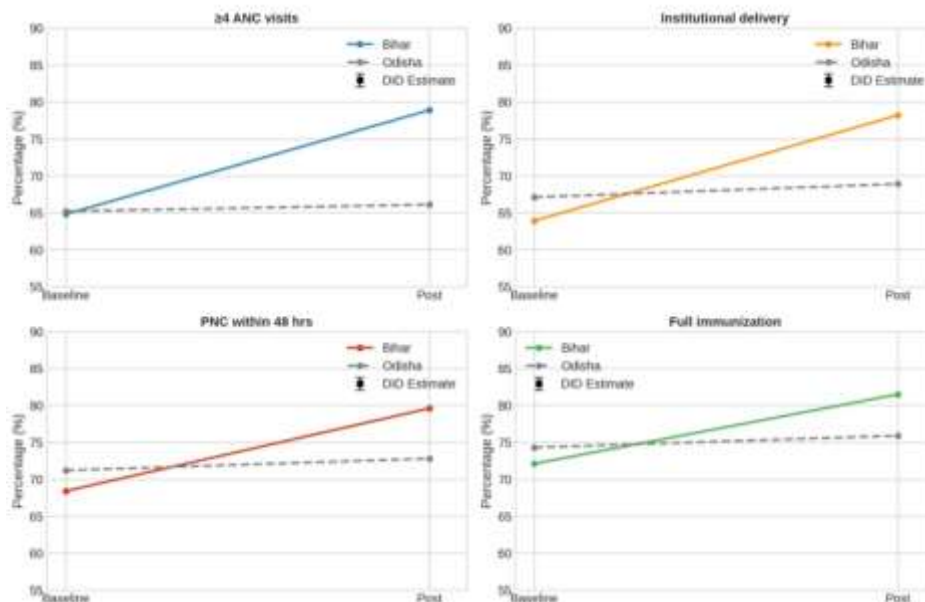 ≥4 ANC visits
Percentage (%)
90
85
80
75
70
65
60
55
Bihar
Odisha
DID Estimate
Baseline
Post
Institutional delivery
Percentage (%)
90
85
80
75
70
65
60
55
Bihar
Odisha
DID Estimate
Baseline
Post
PNC within 48 hrs
Percentage (%)
90
85
80
75
70
65
60
55
Bihar
Odisha
DID Estimate
Baseline
Post
Full immunization
Percentage (%)
90
85
80
75
70
65
60
55
Bihar
Odisha
DID Estimate
Baseline
Post